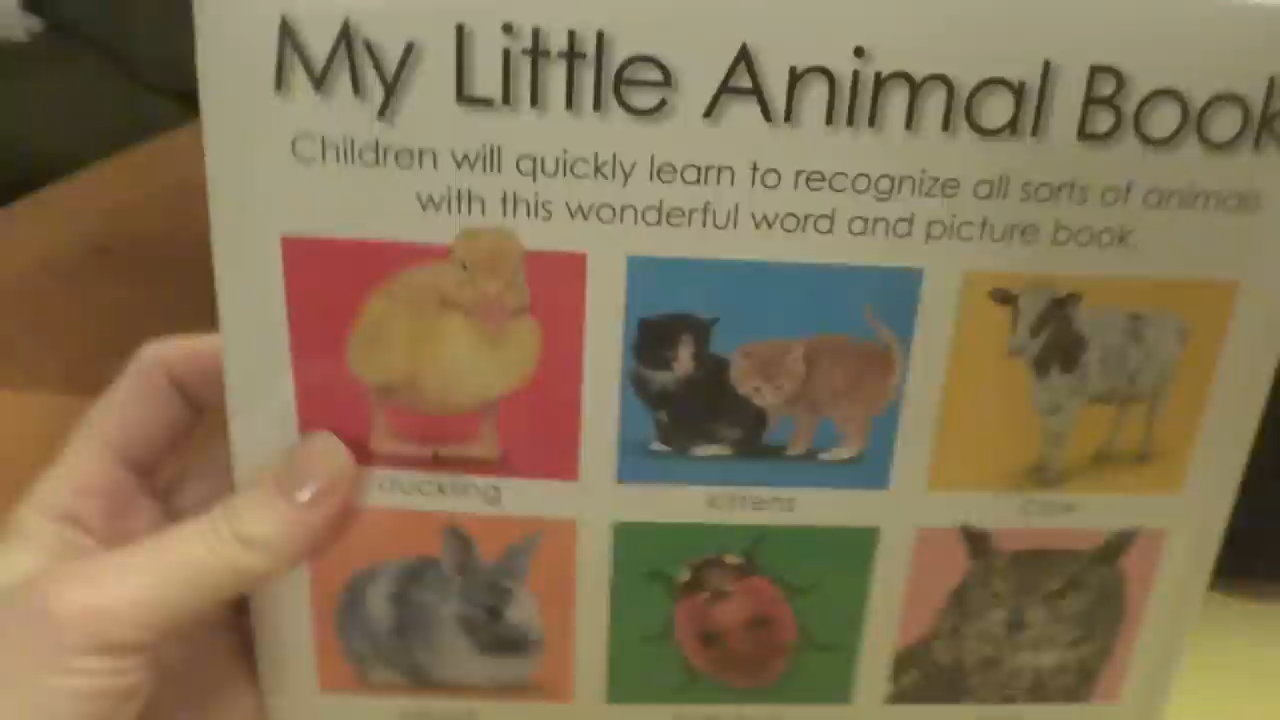 My Little Animal Book
Children will quickly learn to recognize all sorts of animals
with this wonderful word and picture book.
duckling
kittens
cow